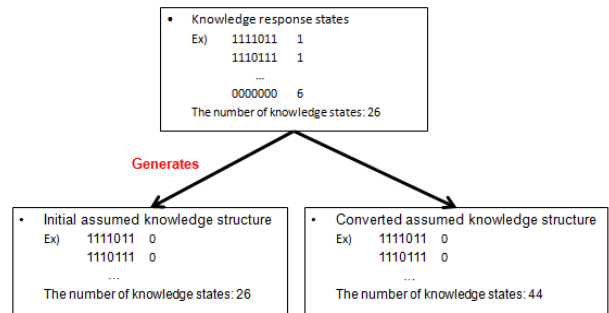 • Knowledge response states
Ex) 1111011 1
1110111 1
...
0000000 6
The number of knowledge states: 26
Generates
• Initial assumed knowledge structure
Ex) 1111011 0
1110111 0
...
The number of knowledge states: 26
• Converted assumed knowledge structure
Ex) 1111011 0
1110111 0
...
The number of knowledge states: 44